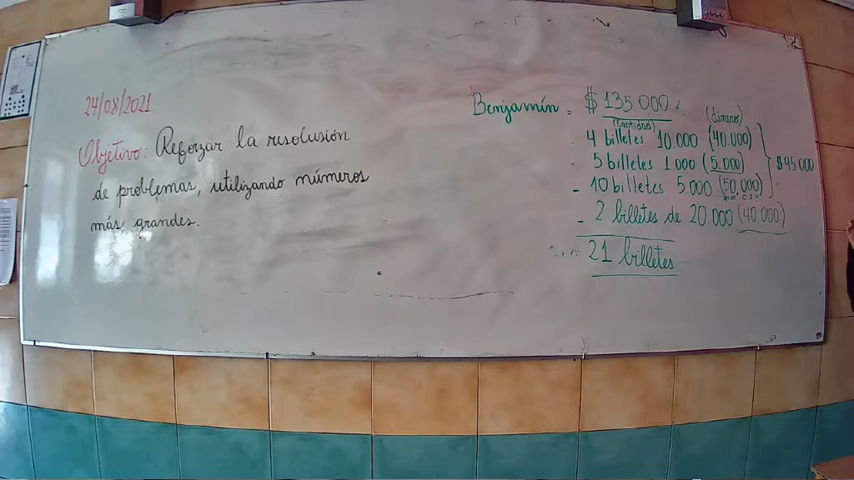 24/08/2021
Objetivo: Reforzar la resolusión
de problemas, utilizando números
más grandes.
Benjamín = $ 135.000
(Cantidad) (dinero)
- 4 billetes 10.000 (40.000)
- 5 billetes 1.000 (5.000) $95.000
- 10 billetes 5.000 (50.000)
- 2 billetes de 20.000 (40.000)
21 billetes